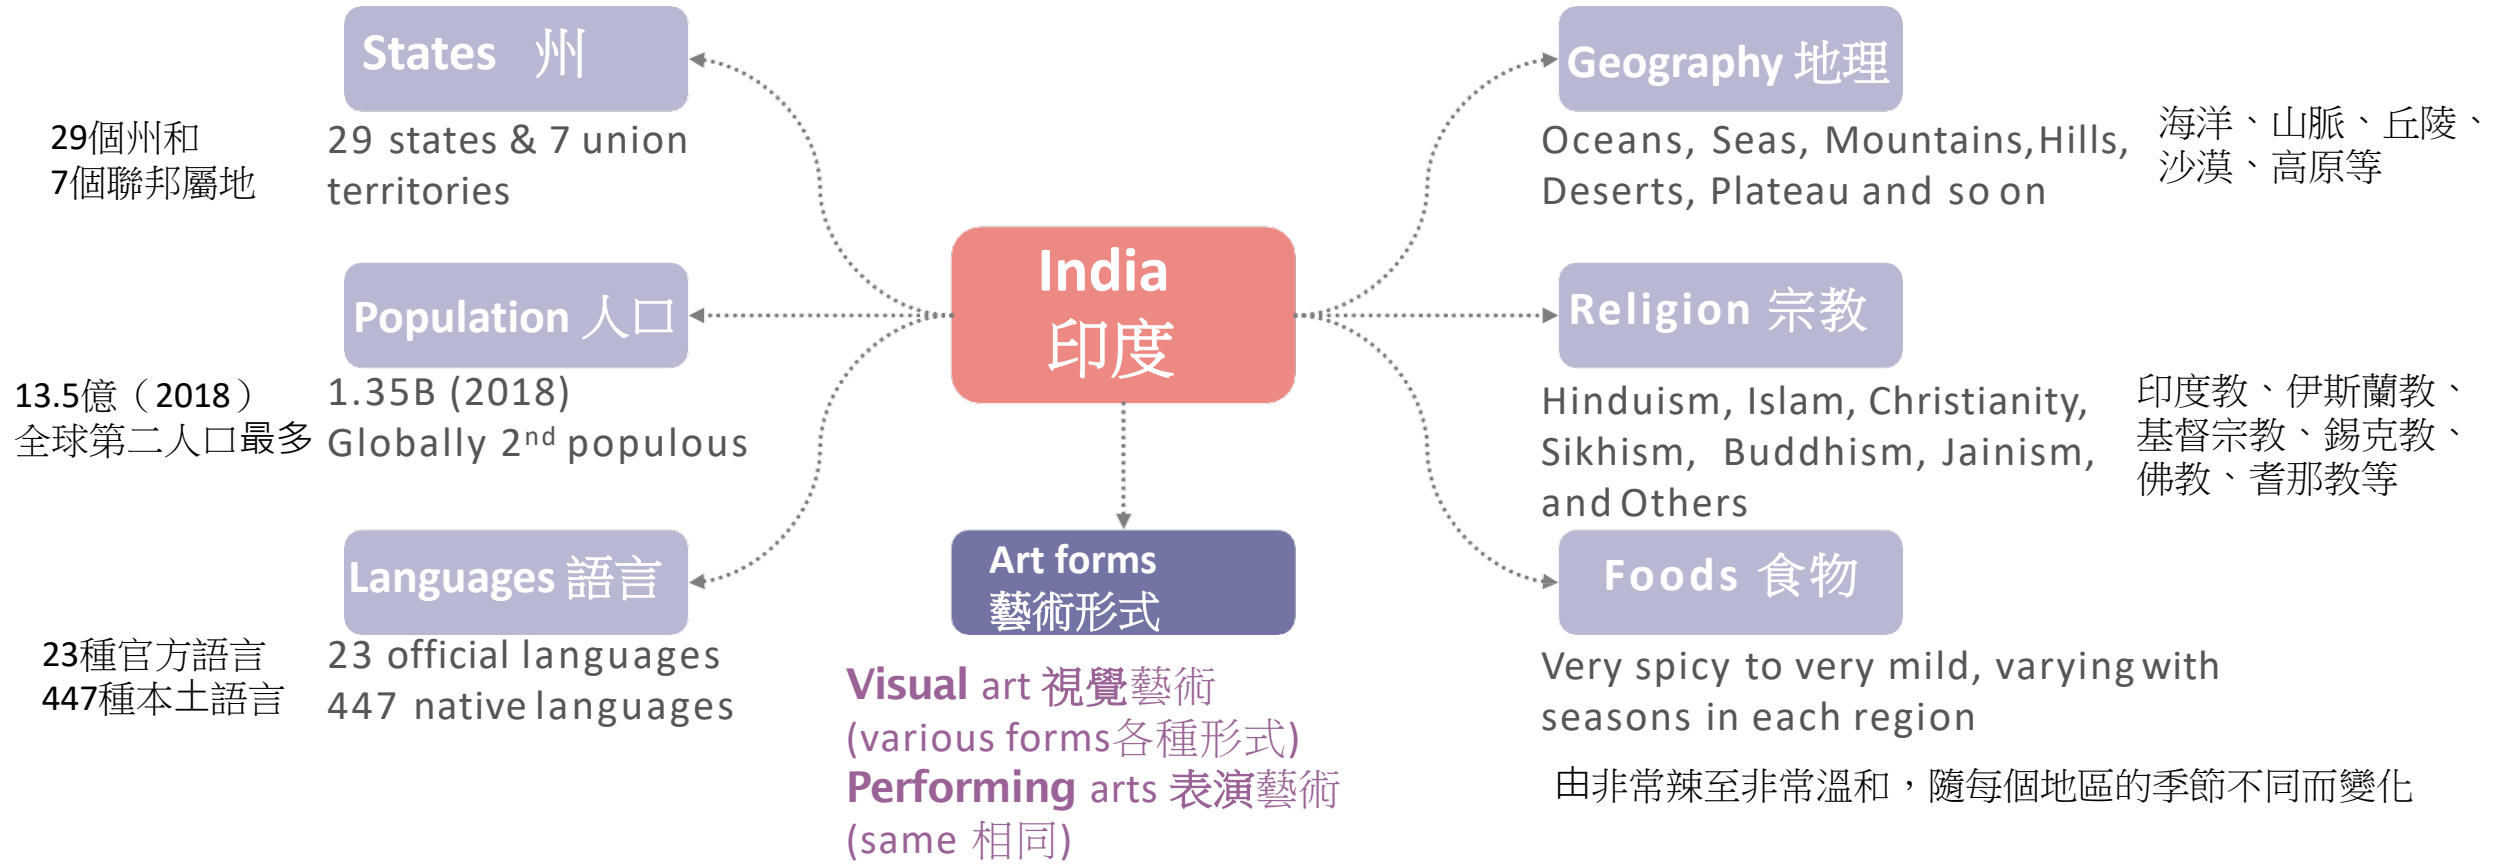 States 州
29個州和
7個聯邦屬地
29 states & 7 union
territories
Population 人口
13.5億（2018）
全球第二人口最多
1.35B (2018)
Globally 2nd populous
Languages 語言
23種官方語言
447種本土語言
23 official languages
447 native languages
India
印度
Art forms
藝術形式
Visual art 視覺藝術
(various forms各種形式)
Performing arts 表演藝術
(same 相同)
Geography 地理
Oceans, Seas, Mountains,Hills,
Deserts, Plateau and so on
海洋、山脈、丘陵、
沙漠、高原等
Religion 宗教
Hinduism, Islam, Christianity,
Sikhism, Buddhism, Jainism,
and Others
印度教、伊斯蘭教、
基督宗教、錫克教、
佛教、耆那教等
Foods 食物
Very spicy to very mild, varying with
seasons in each region
由非常辣至非常溫和，隨每個地區的季節不同而變化